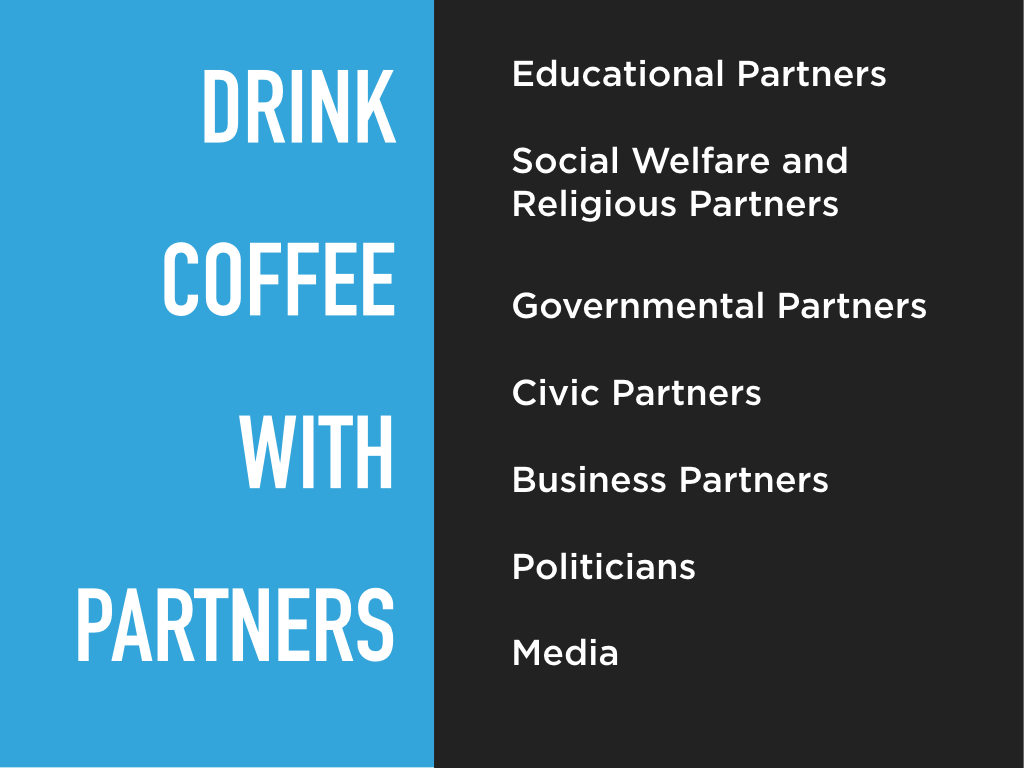 DRINK
COFFEE
WITH
PARTNERS
Educational Partners
Social Welfare and
Religious Partners
Governmental Partners
Civic Partners
Business Partners
Politicians
Media